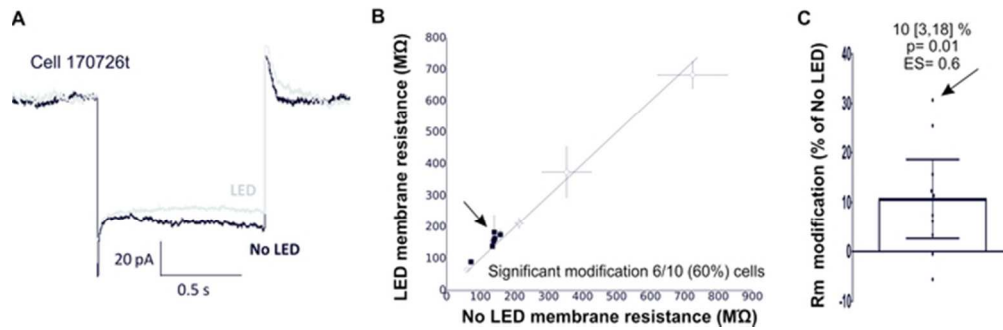 A
Cell 170726t
LED
No LED
20 pA
0.5 s
B
LED membrane resistance (MΩ)
800
700
600
500
400
300
200
100
0
0 100 200 300 400 500 600 700 800 900
Significant modification 6/10 (60%) cells
No LED membrane resistance (MΩ)
C
10 [3,18] %
p= 0.01
ES= 0.6
Rm modification (% of No LED)
40
30
20
10
0
-10